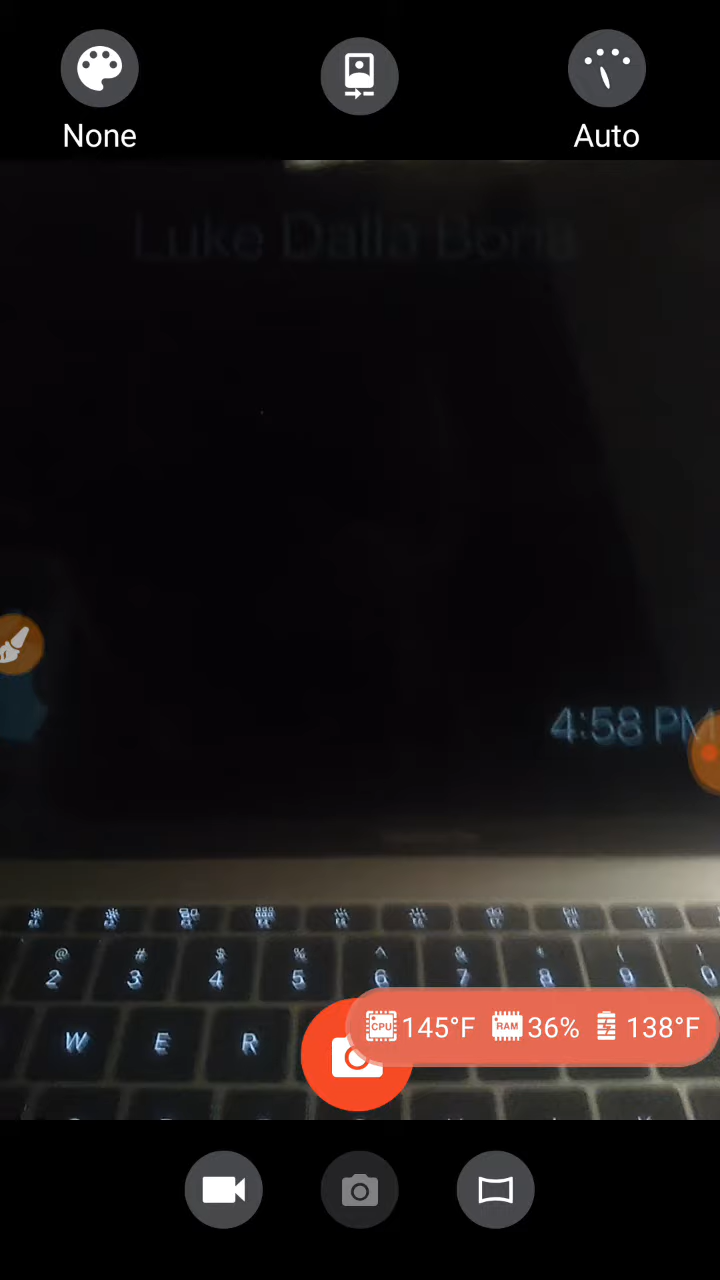 None
Auto
Luke Dalla Bona
4:58 PM
@ # $ % ^ & * ( )
2 3 4 5 6 7 8 9 0
W E R
CPU 145°F RAM 36% 138°F